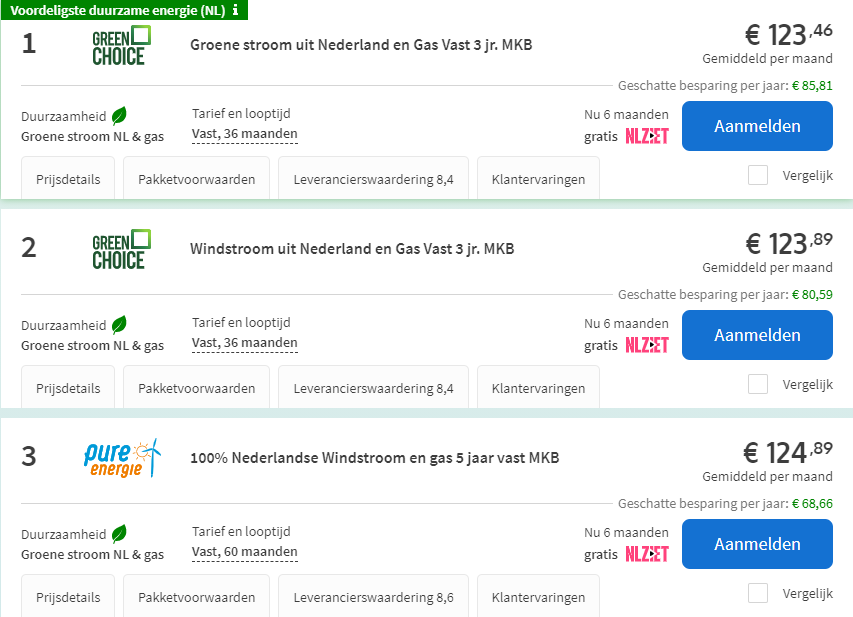 Voordeligste duurzame energie (NL) i
1
GREEN
CHOICE
Groene stroom uit Nederland en Gas Vast 3 jr. MKB
€ 123,46
Gemiddeld per maand
Geschatte besparing per jaar: € 85,81
Duurzaamheid
Groene stroom NL & gas
Tarief en looptijd
Vast, 36 maanden
Nu 6 maanden
gratis NLZIET
Aanmelden
Prijsdetails
Pakketvoorwaarden
Leverancierswaardering 8,4
Klantervaringen
Vergelijk
2
GREEN
CHOICE
Windstroom uit Nederland en Gas Vast 3 jr. MKB
€ 123,89
Gemiddeld per maand
Geschatte besparing per jaar: € 80,59
Duurzaamheid
Groene stroom NL & gas
Tarief en looptijd
Vast, 36 maanden
Nu 6 maanden
gratis NLZIET
Aanmelden
Prijsdetails
Pakketvoorwaarden
Leverancierswaardering 8,4
Klantervaringen
Vergelijk
3
pure
energie
100% Nederlandse Windstroom en gas 5 jaar vast MKB
€ 124,89
Gemiddeld per maand
Geschatte besparing per jaar: € 68,66
Duurzaamheid
Groene stroom NL & gas
Tarief en looptijd
Vast, 60 maanden
Nu 6 maanden
gratis NLZIET
Aanmelden
Prijsdetails
Pakketvoorwaarden
Leverancierswaardering 8,6
Klantervaringen
Vergelijk